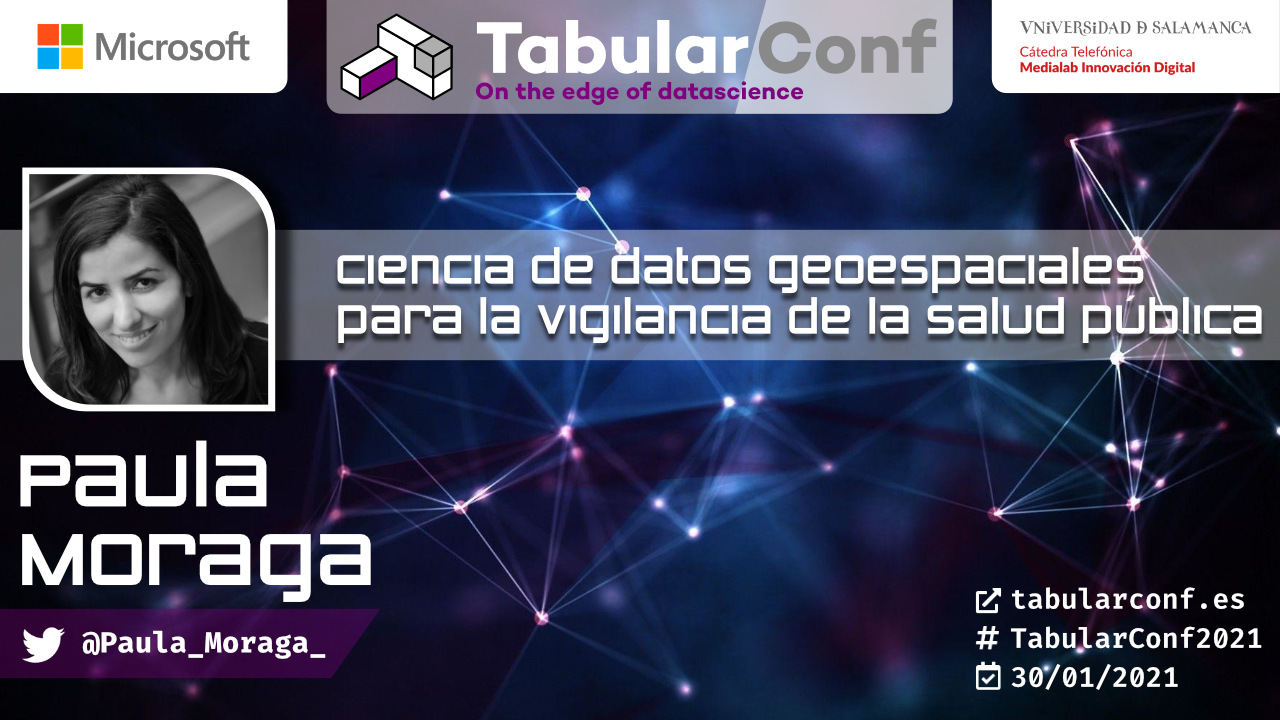 Microsoft
TabularConf
On the edge of datascience
VNiVERSiDAD D SALAMANCA
Cátedra Telefónica
Medialab Innovación Digital
ciencia de datos geoespaciales
para la vigilancia de la salud pública
Paula
Moraga
@Paula_Moraga_
tabularconf.es
# TabularConf2021
30/01/2021